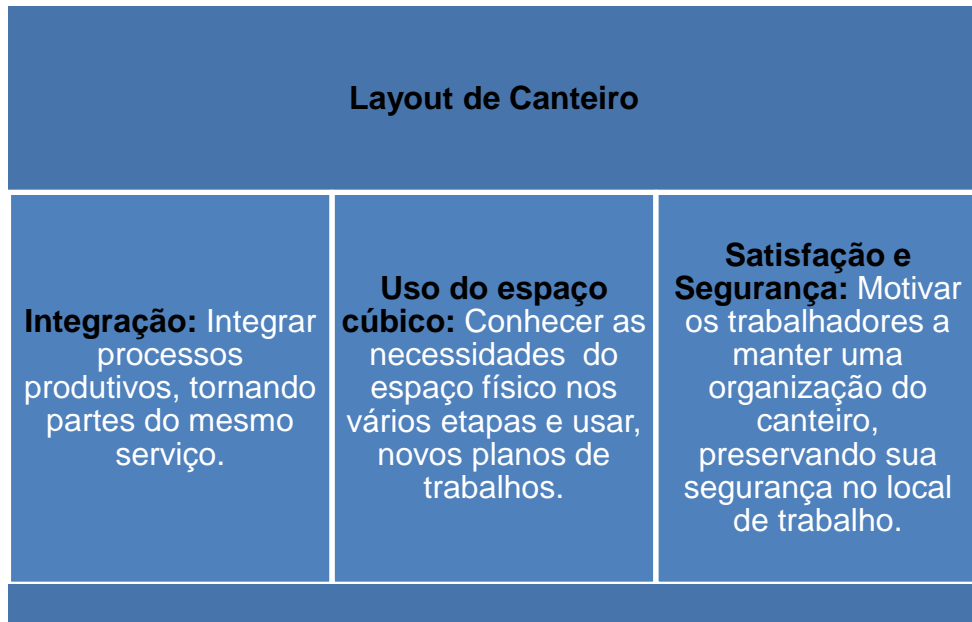 Layout de Canteiro
Integração: Integrar
processos
produtivos, tornando
partes do mesmo
serviço.
Uso do espaço
cúbico: Conhecer as
necessidades do
espaço físico nos
vários etapas e usar,
novos planos de
trabalhos.
Satisfação e
Segurança: Motivar
os trabalhadores a
manter uma
organização do
canteiro,
preservando sua
segurança no local
de trabalho.